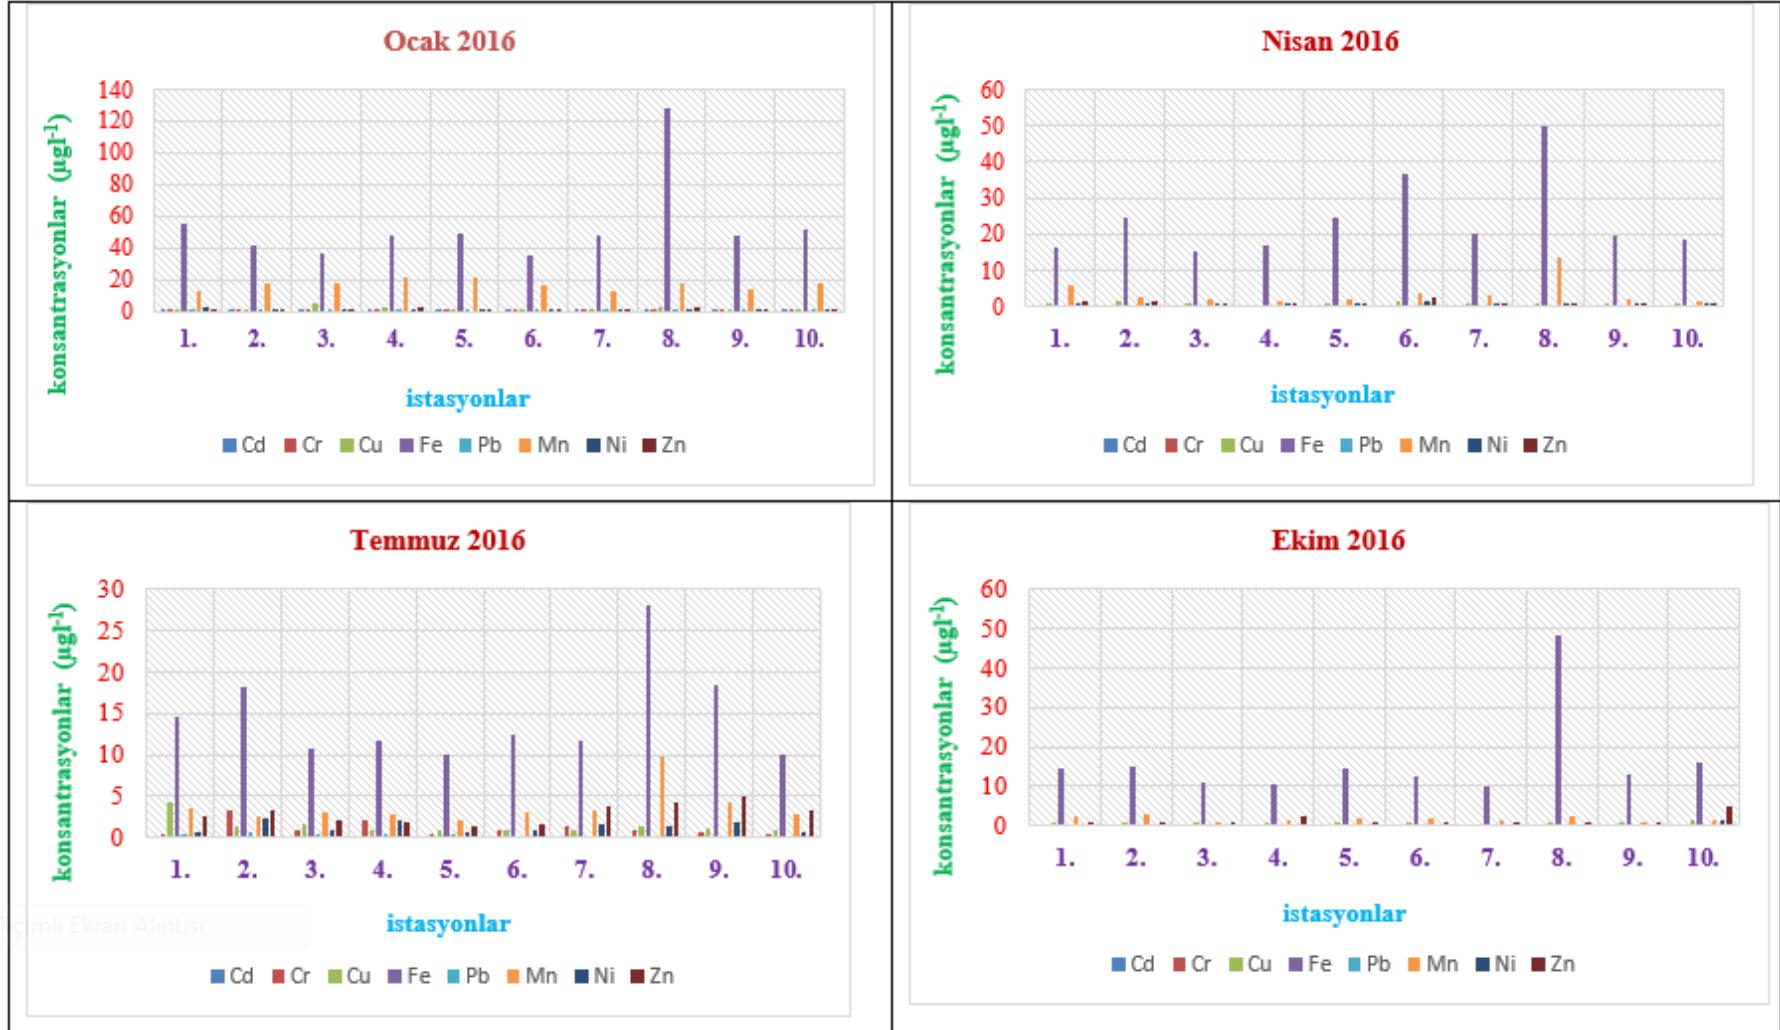 Ocak 2016
konsantrasyonlar (µgl-1)
140
120
100
80
60
40
20
0
1. 2. 3. 4. 5. 6. 7. 8. 9. 10.
istasyonlar
Cd Cr Cu Fe Pb Mn Ni Zn
Nisan 2016
konsantrasyonlar (µgl-1)
60
50
40
30
20
10
0
1. 2. 3. 4. 5. 6. 7. 8. 9. 10.
istasyonlar
Cd Cr Cu Fe Pb Mn Ni Zn
Temmuz 2016
konsantrasyonlar (µgl-1)
30
25
20
15
10
5
0
1. 2. 3. 4. 5. 6. 7. 8. 9. 10.
istasyonlar
Ekran Alıntısı
Cd Cr Cu Fe Pb Mn Ni Zn
Ekim 2016
konsantrasyonlar (µgl-1)
60
50
40
30
20
10
0
1. 2. 3. 4. 5. 6. 7. 8. 9. 10.
istasyonlar
Cd Cr Cu Fe Pb Mn Ni Zn